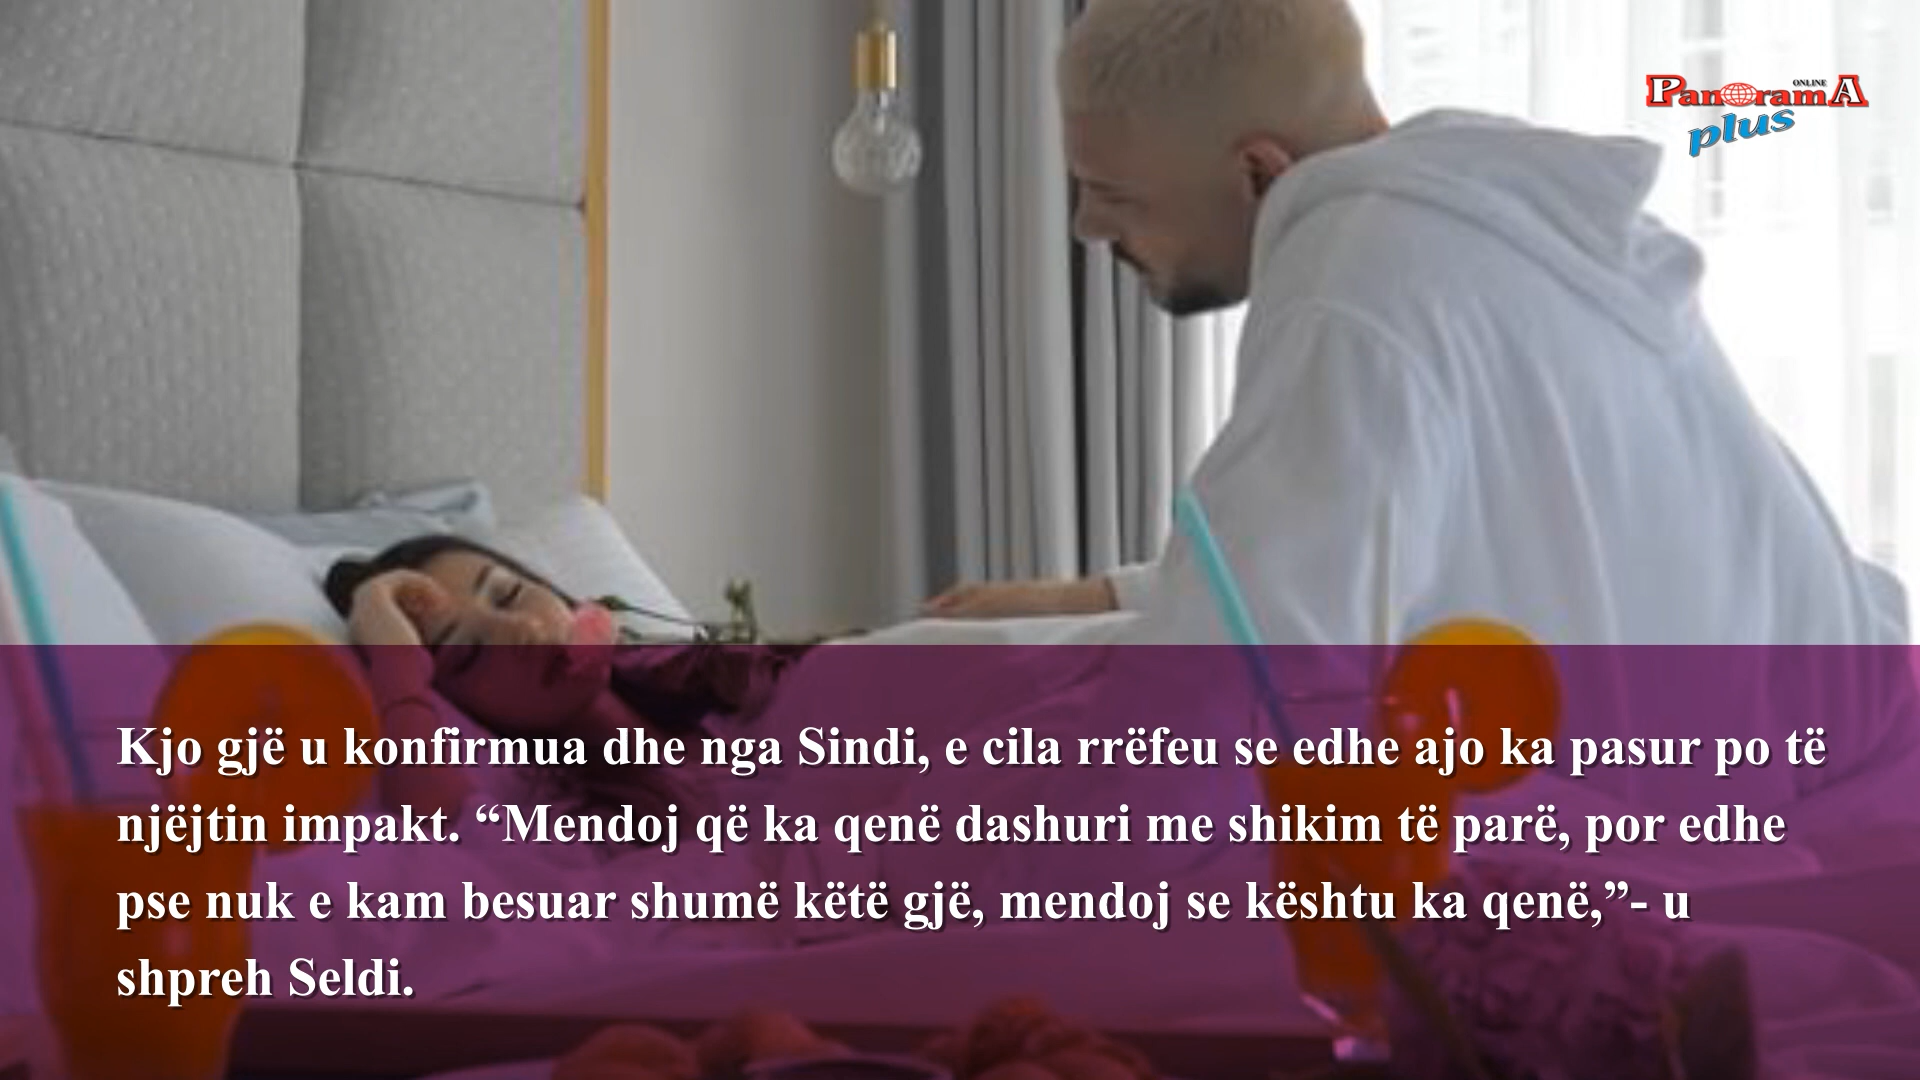 PanoramA
ONLINE
plus
Kjo gjë u konfirmua dhe nga Sindi, e cila rrëfeu se edhe ajo ka pasur po të
njëjtin impakt. “Mendoj që ka qenë dashuri me shikim të parë, por edhe
pse nuk e kam besuar shumë këtë gjë, mendoj se kështu ka qenë,”- u
shpreh Seldi.